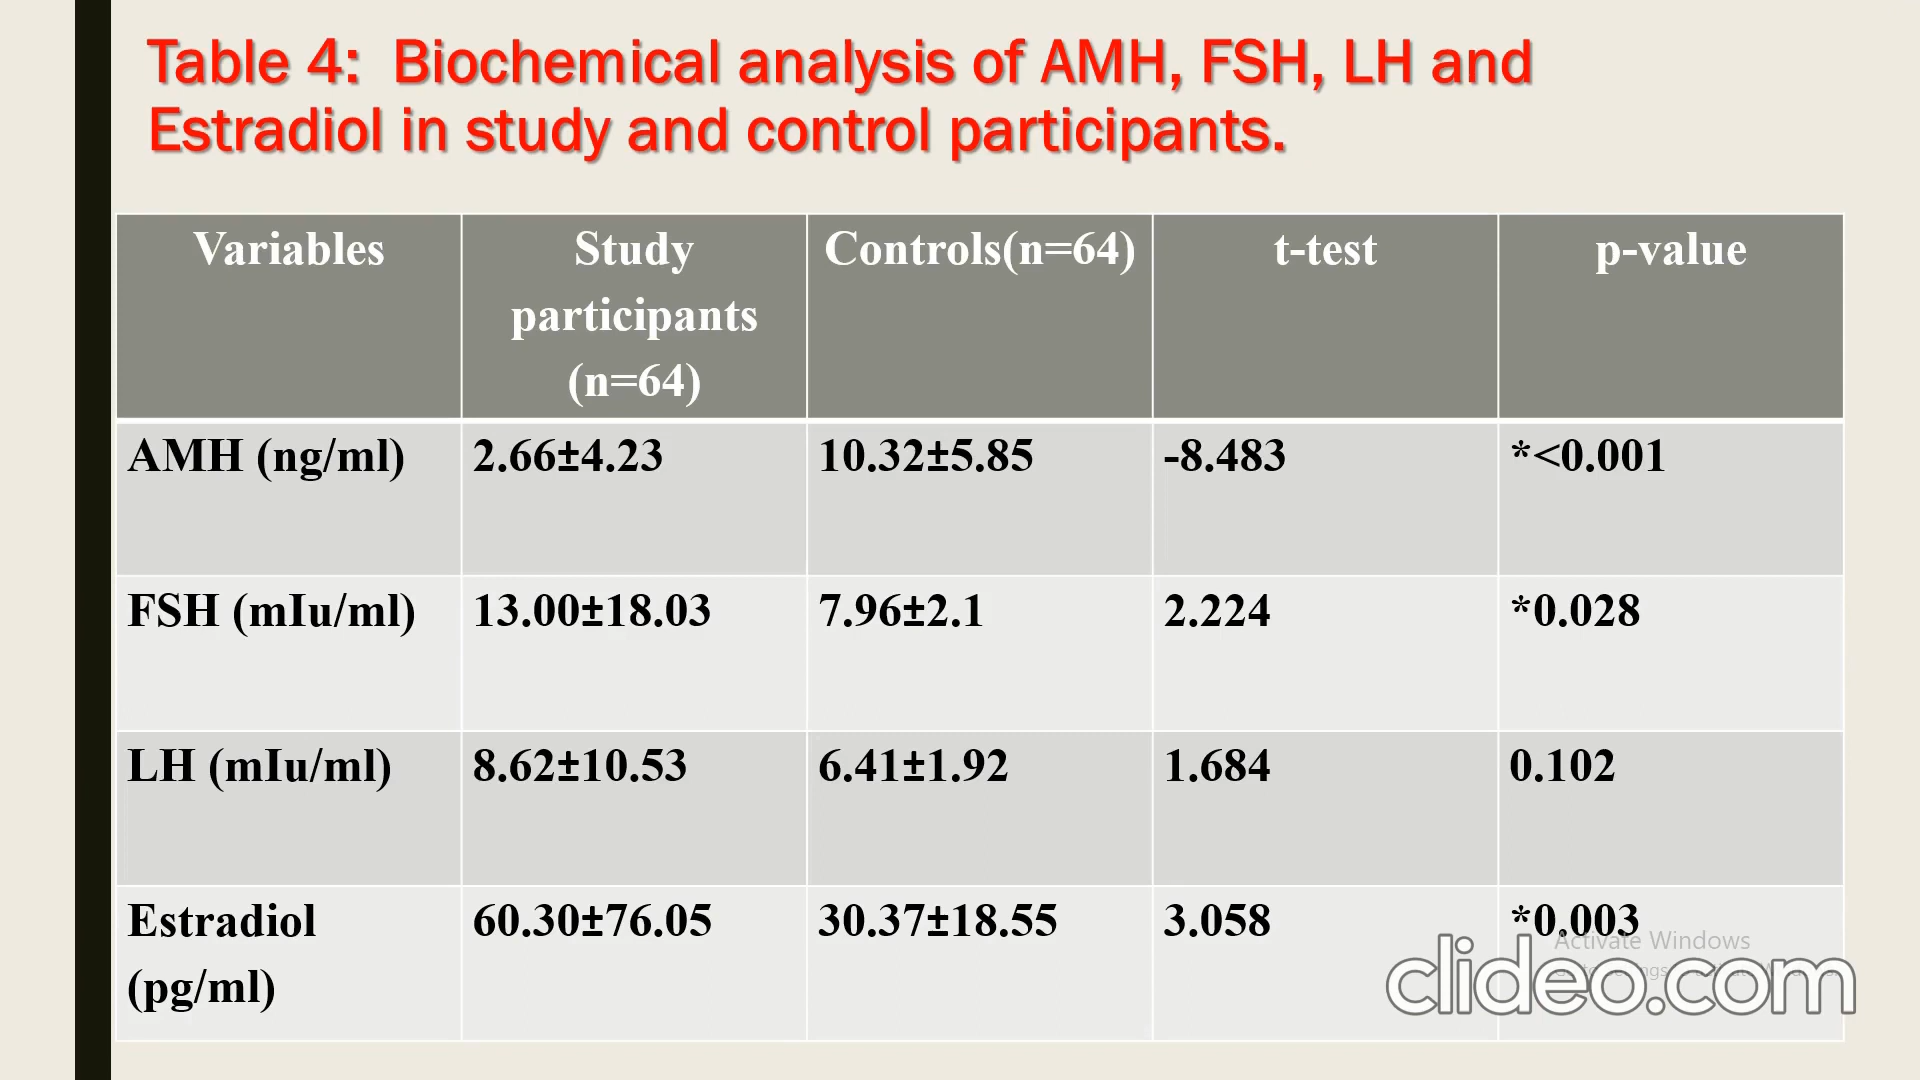 Table 4:  Biochemical analysis of AMH, FSH, LH and
Estradiol in study and control participants.
Variables
Study
participants
(n=64)
Controls(n=64)
t-test
p-value
AMH (ng/ml)
2.66±4.23
10.32±5.85
-8.483
*<0.001
FSH (mIu/ml)
13.00±18.03
7.96±2.1
2.224
*0.028
LH (mIu/ml)
8.62±10.53
6.41±1.92
1.684
0.102
Estradiol
(pg/ml)
60.30±76.05
30.37±18.55
3.058
*0.003
Activate Windows
clideo.com